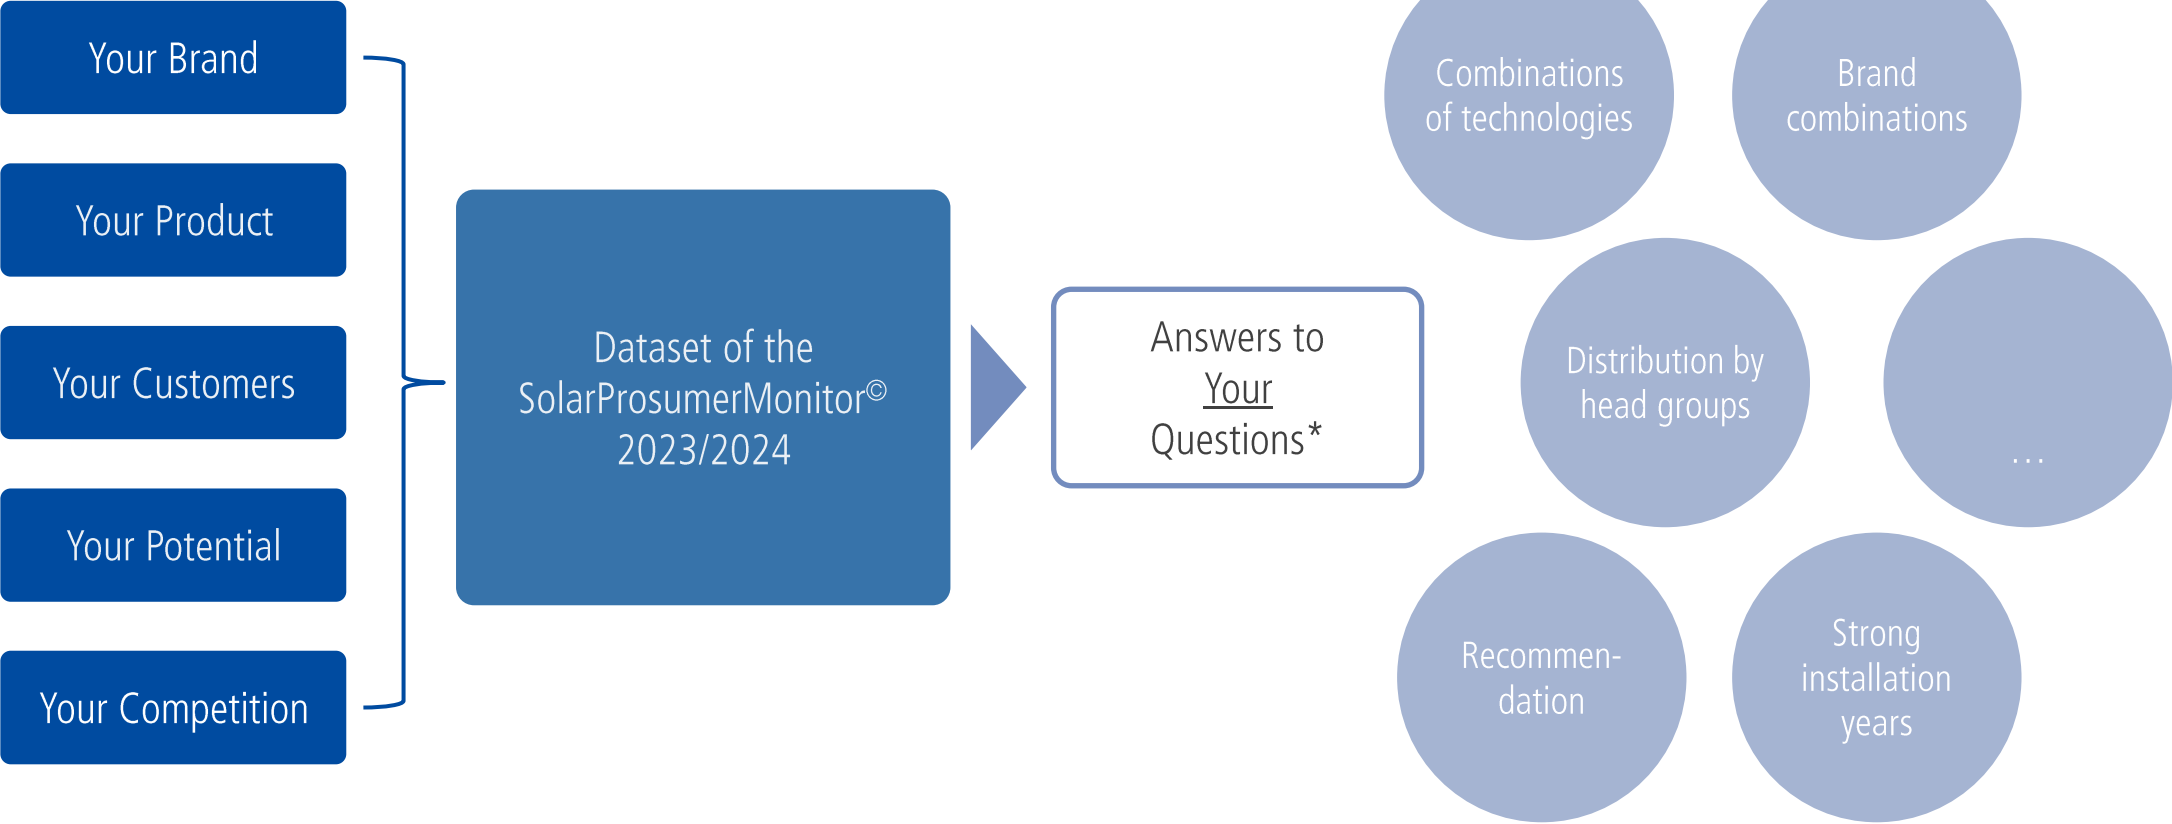 Your Brand
Your Product
Your Customers
Your Potential
Your Competition
Dataset of the
SolarProsumerMonitor©
2023/2024
Answers to
Your
Questions*
Combinations
of technologies
Brand
combinations
Distribution by
head groups
...
Recommen-
dation
Strong
installation
years